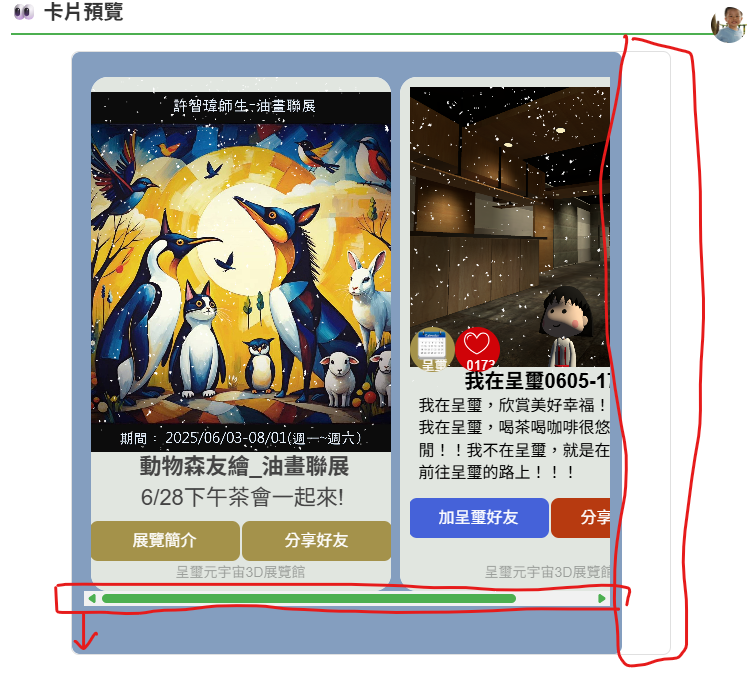 卡片預覽
許智瑋師生-油畫聯展
期間: 2025/06/03-08/01(週一~週六)
動物森友繪_油畫聯展
6/28下午茶會一起來!
展覽簡介
分享好友
呈璽元宇宙3D展覽館
呈璽
0173
我在呈璽0605-17
我在呈璽,欣賞美好幸福!
我在呈璽,喝茶喝咖啡很悠
閒!!我不在呈璽,就是在
前往呈璽的路上!!!
加呈璽好友
分享
呈璽元宇宙3D展覽館